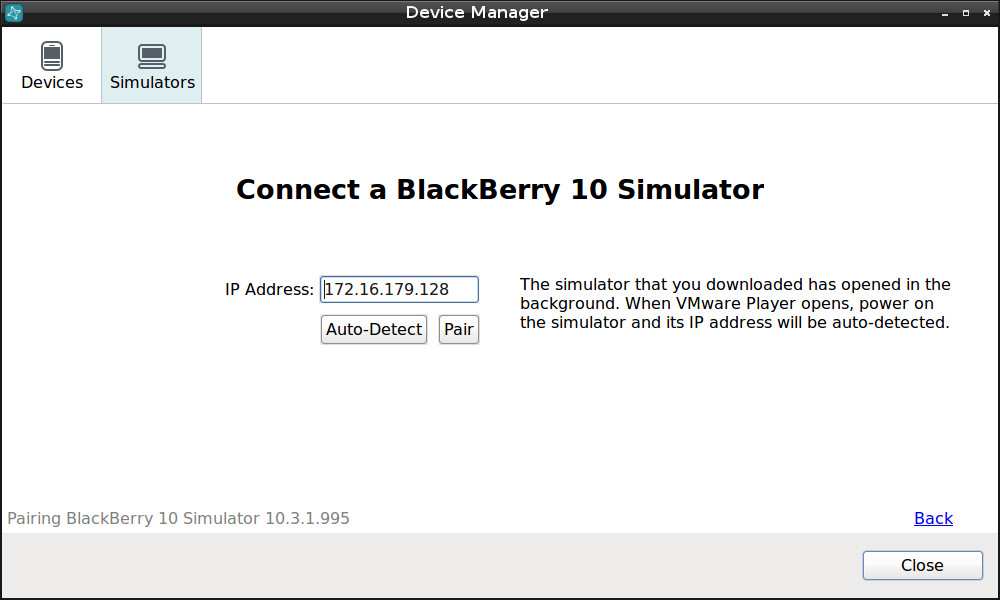 Device Manager
Devices
Simulators
Connect a BlackBerry 10 Simulator
IP Address: 172.16.179.128
Auto-Detect Pair
The simulator that you downloaded has opened in the
background. When VMware Player opens, power on
the simulator and its IP address will be auto-detected.
Pairing BlackBerry 10 Simulator 10.3.1.995
Back
Close